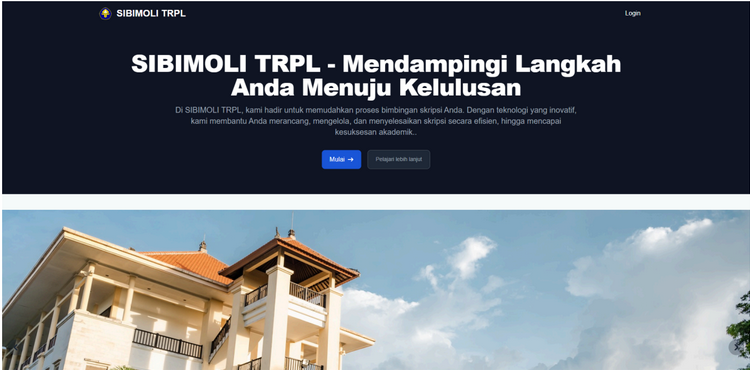 SIBIMOLI TRPL
Login
SIBIMOLI TRPL - Mendampingi Langkah
Anda Menuju Kelulusan
Di SIBIMOLI TRPL, kami hadir untuk memudahkan proses bimbingan skripsi Anda. Dengan teknologi yang inovatif,
kami membantu Anda merancang, mengelola, dan menyelesaikan skripsi secara efisien, hingga mencapai
kesuksesan akademik..
Mulai →
Pelajari lebih lanjut